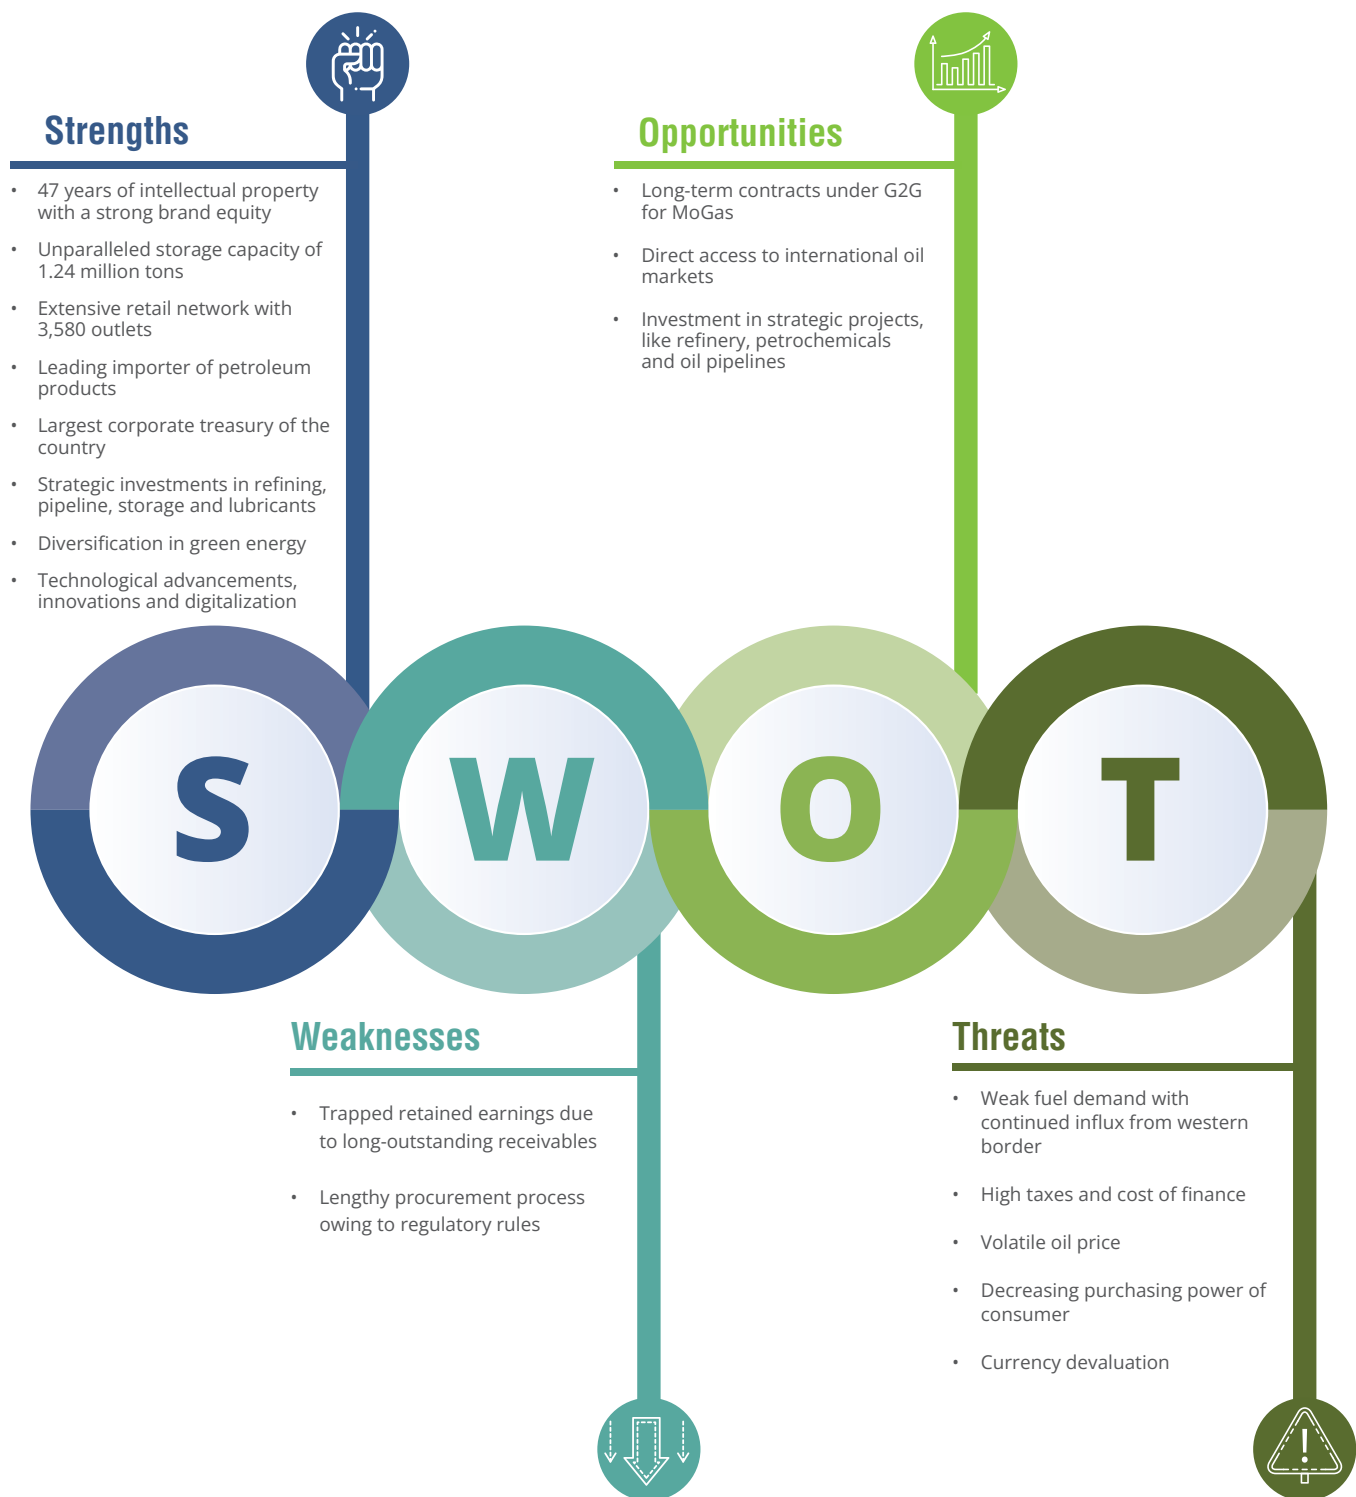 Strengths
• 47 years of intellectual property
with a strong brand equity
• Unparalleled storage capacity of
1.24 million tons
• Extensive retail network with
3,580 outlets
• Leading importer of petroleum
products
• Largest corporate treasury of the
country
• Strategic investments in refining,
pipeline, storage and lubricants
• Diversification in green energy
• Technological advancements,
innovations and digitalization
Opportunities
• Long-term contracts under G2G
for MoGas
• Direct access to international oil
markets
• Investment in strategic projects,
like refinery, petrochemicals
and oil pipelines
S W O T
Weaknesses
• Trapped retained earnings due
to long-outstanding receivables
• Lengthy procurement process
owing to regulatory rules
Threats
• Weak fuel demand with
continued influx from western
border
• High taxes and cost of finance
• Volatile oil price
• Decreasing purchasing power of
consumer
• Currency devaluation